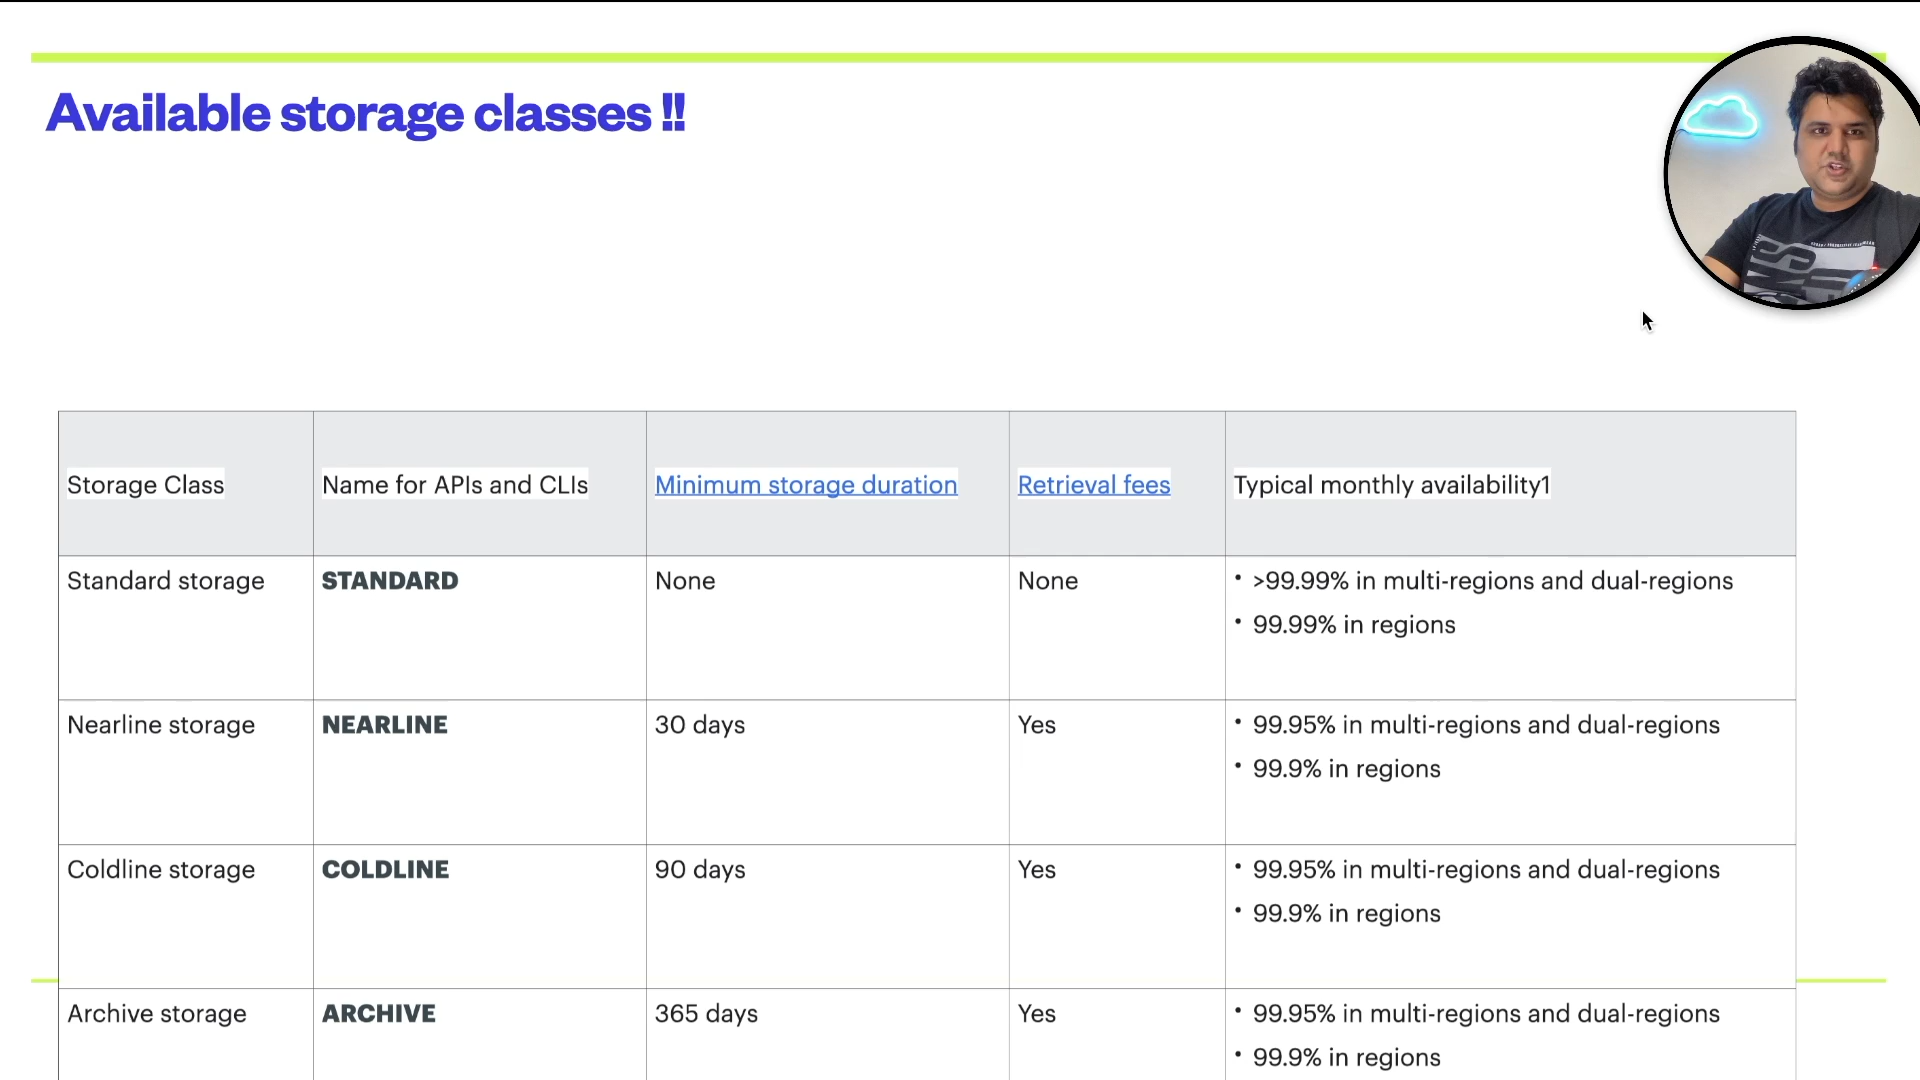 Available storage classes !!
Storage Class Name for APIs and CLIs Minimum storage duration Retrieval fees Typical monthly availability1
Standard storage STANDARD None None • >99.99% in multi-regions and dual-regions
• 99.99% in regions
Nearline storage NEARLINE 30 days Yes • 99.95% in multi-regions and dual-regions
• 99.9% in regions
Coldline storage COLDLINE 90 days Yes • 99.95% in multi-regions and dual-regions
• 99.9% in regions
Archive storage ARCHIVE 365 days Yes • 99.95% in multi-regions and dual-regions
• 99.9% in regions